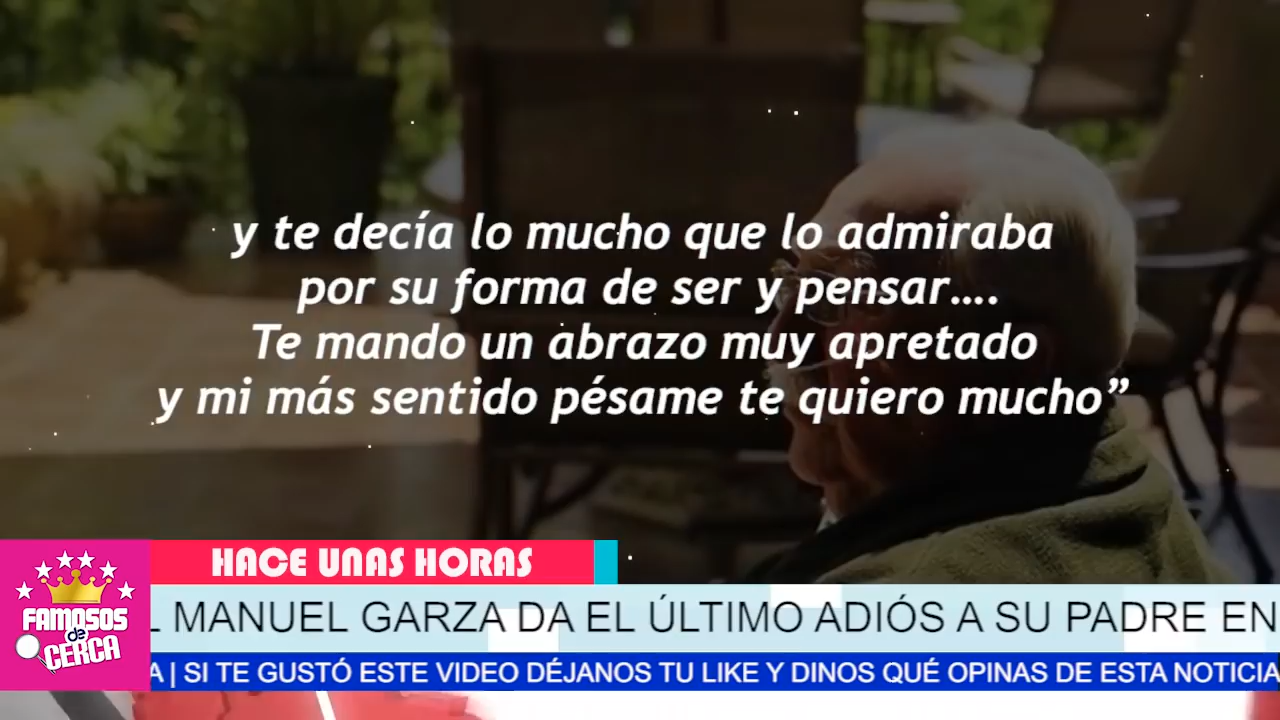 y te decía lo mucho que lo admiraba
por su forma de ser y pensar....
Te mando un abrazo muy apretado
y mi más sentido pésame te quiero mucho”
HACE UNAS HORAS
FAMOSOS
de
CERCA
MANUEL GARZA DA EL ÚLTIMO ADIÓS A SU PADRE EN
A | SI TE GUSTÓ ESTE VIDEO DÉJANOS TU LIKE Y DINOS QUÉ OPINAS DE ESTA NOTICIA